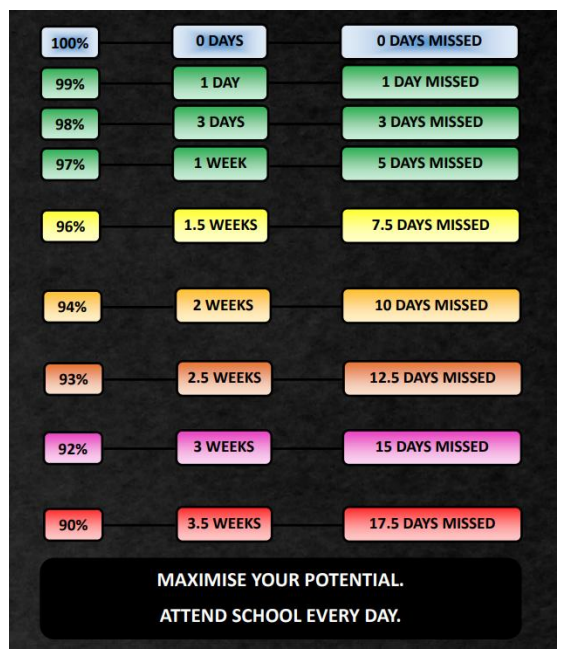 100% 0 DAYS 0 DAYS MISSED
99% 1 DAY 1 DAY MISSED
98% 3 DAYS 3 DAYS MISSED
97% 1 WEEK 5 DAYS MISSED
96% 1.5 WEEKS 7.5 DAYS MISSED
94% 2 WEEKS 10 DAYS MISSED
93% 2.5 WEEKS 12.5 DAYS MISSED
92% 3 WEEKS 15 DAYS MISSED
90% 3.5 WEEKS 17.5 DAYS MISSED
MAXIMISE YOUR POTENTIAL.
ATTEND SCHOOL EVERY DAY.